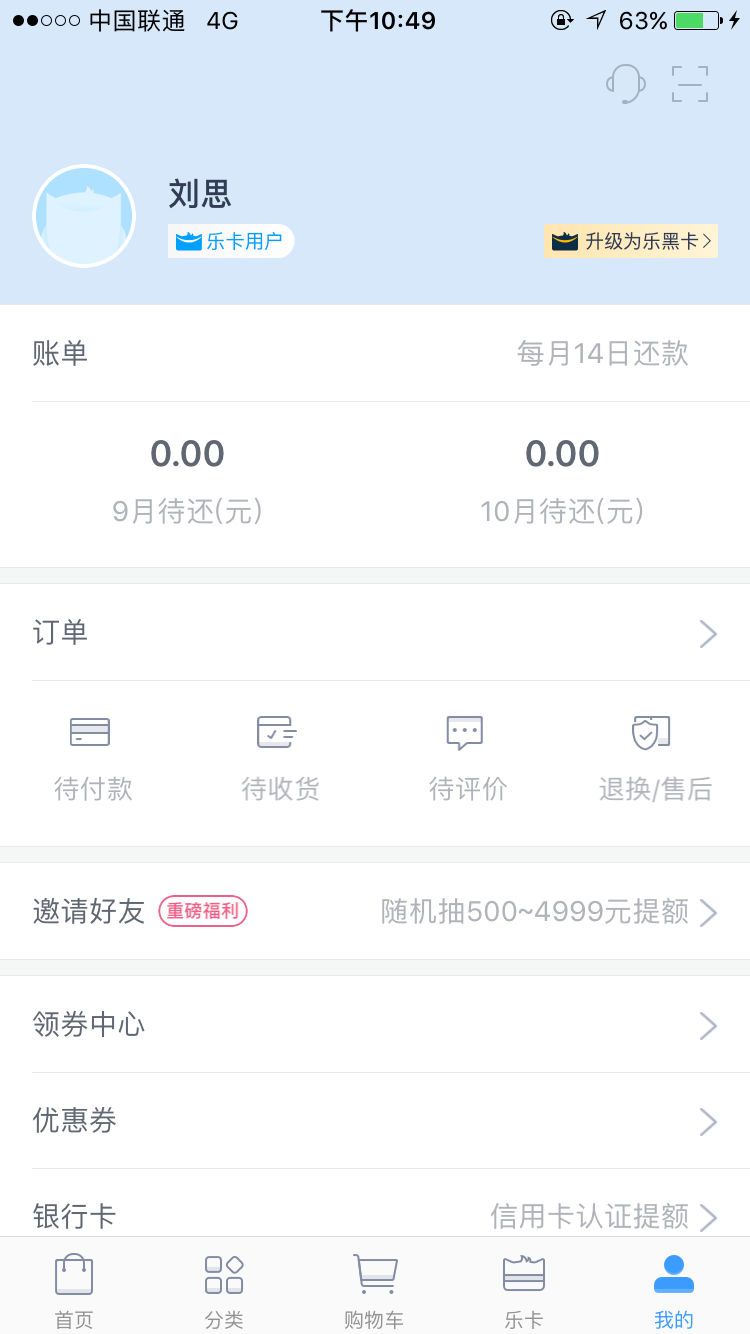 中国联通 4G 下午10:49 63%
刘思
乐卡用户 升级为乐黑卡
账单 每月14日还款
0.00 0.00
9月待还(元) 10月待还(元)
订单
待付款 待收货 待评价 退换/售后
邀请好友 重磅福利 随机抽500~4999元提额
领券中心
优惠券
银行卡 信用卡认证提额
首页 分类 购物车 乐卡 我的